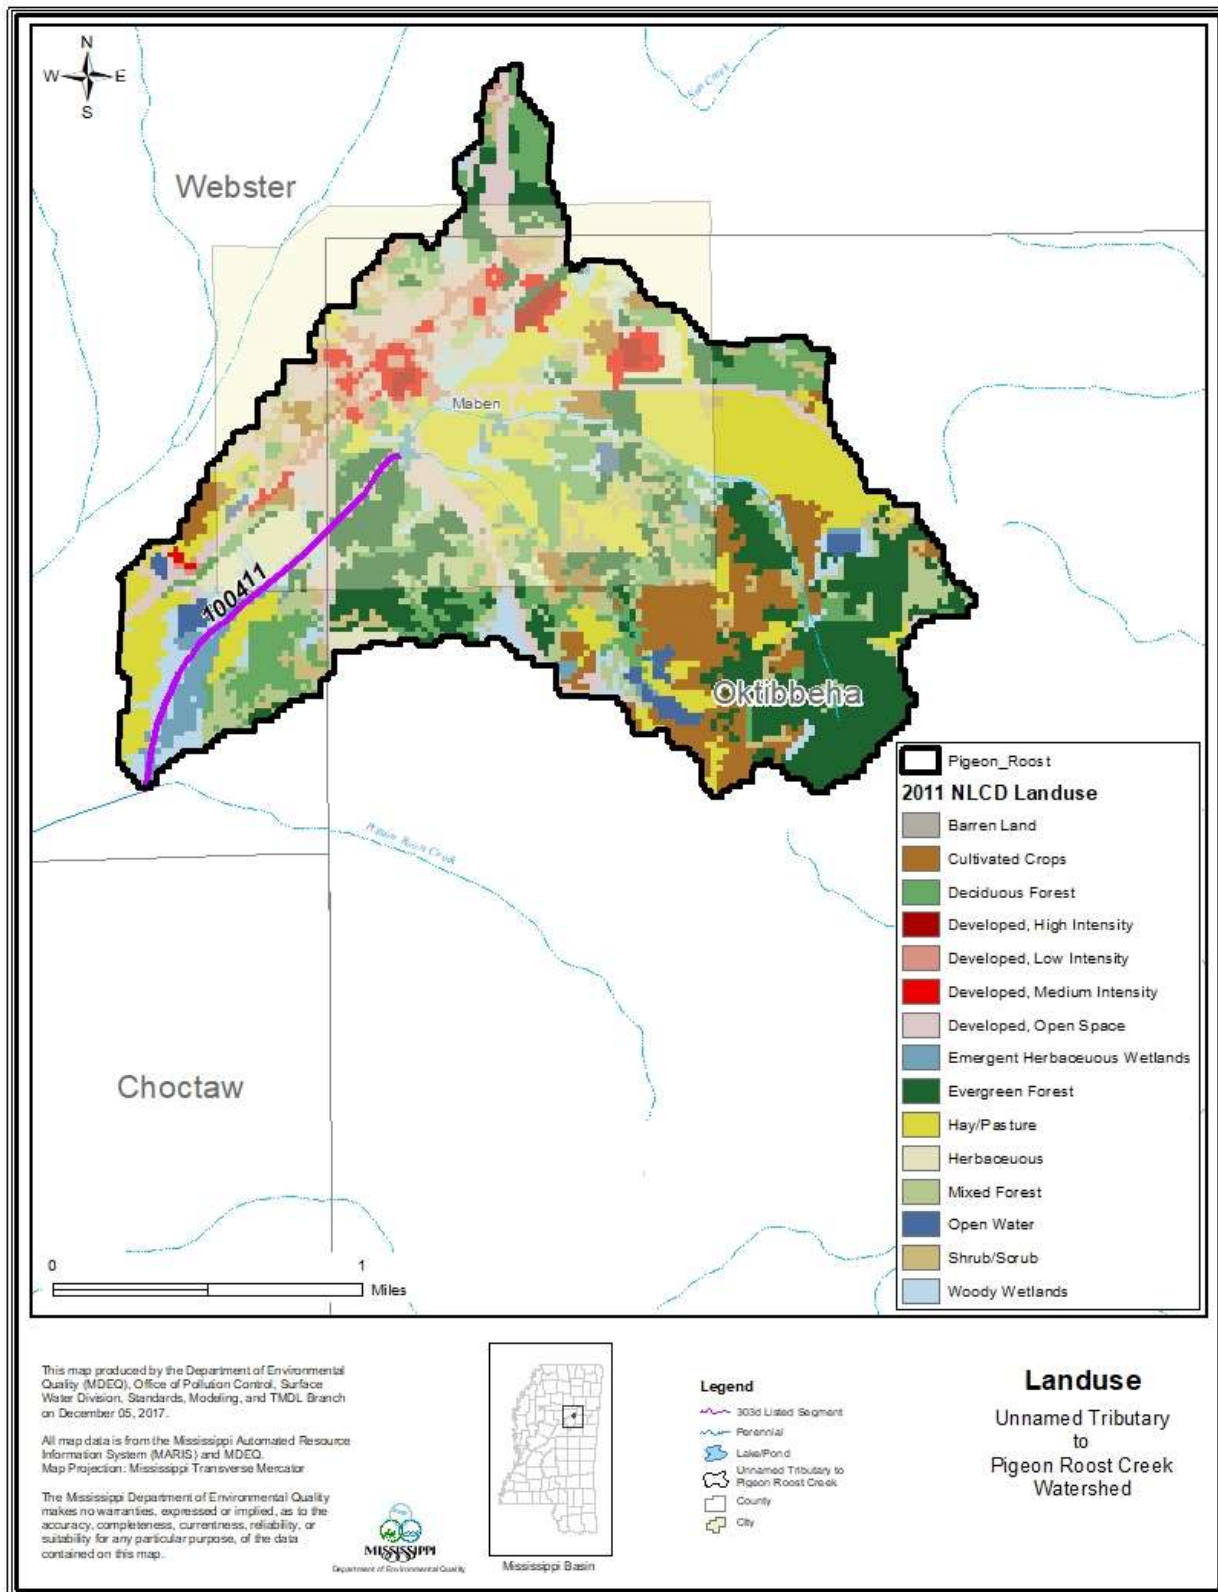 N
W E
S
Sun Creek
Webster
Maben
100411
Oktibbeha
Pigeon Roost Creek
Choctaw
0 1
Miles
Pigeon_Roost
2011 NLCD Landuse
Barren Land
Cultivated Crops
Deciduous Forest
Developed, High Intensity
Developed, Low Intensity
Developed, Medium Intensity
Developed, Open Space
Emergent Herbaceuous Wetlands
Evergreen Forest
Hay/Pasture
Herbaceuous
Mixed Forest
Open Water
Shrub/Scrub
Woody Wetlands
This map produced by the Department of Environmental
Quality (MDEQ), Office of Pollution Control, Surface
Water Division, Standards, Modeling, and TMDL Branch
on December 05, 2017.
All map data is from the Mississippi Automated Resource
Information System (MARIS) and MDEQ.
Map Projection: Mississippi Transverse Mercator
The Mississippi Department of Environmental Quality
makes no warranties, expressed or implied, as to the
accuracy, completeness, currentness, reliability, or
suitability for any particular purpose, of the data
contained on this map.
MISSISSIPPI
Department of Environmental Quality
Mississippi Basin
Legend
303d Listed Segment
Perennial
Lake/Pond
Unnamed Tributary to
Pigeon Roost Creek
County
City
Landuse
Unnamed Tributary
to
Pigeon Roost Creek
Watershed